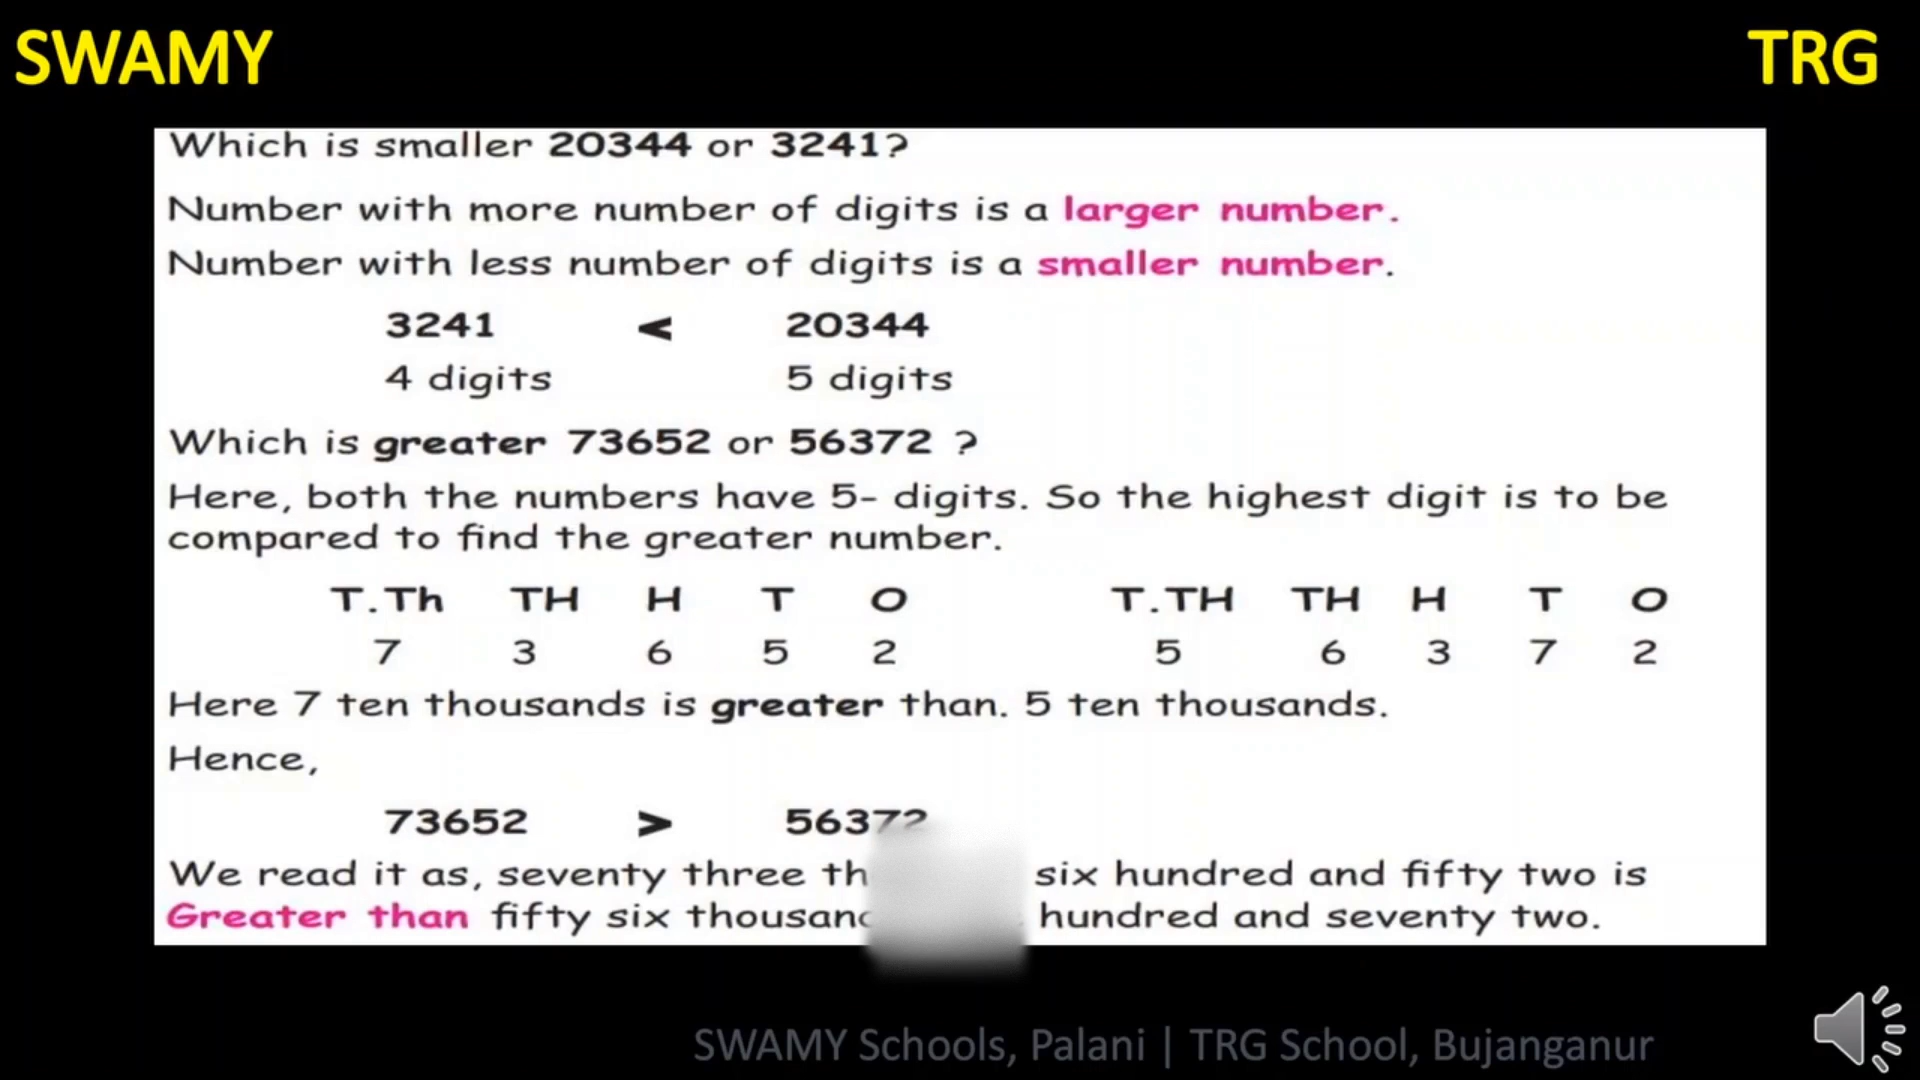 SWAMY
TRG
Which is smaller 20344 or 3241?
Number with more number of digits is a larger number.
Number with less number of digits is a smaller number.
3241 < 20344
4 digits 5 digits
Which is greater 73652 or 56372 ?
Here, both the numbers have 5- digits. So the highest digit is to be
compared to find the greater number.
T.Th TH H T O T.TH TH H T O
7 3 6 5 2 5 6 3 7 2
Here 7 ten thousands is greater than. 5 ten thousands.
Hence,
73652 > 56372
We read it as, seventy three six hundred and fifty two is
Greater than fifty six hundred and seventy two.
SWAMY Schools, Palani | TRG School, Bujanganur